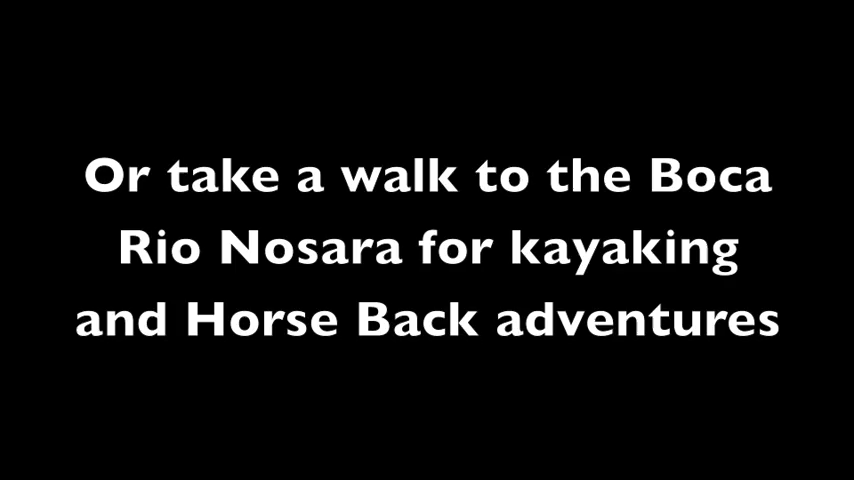 Or take a walk to the Boca
Rio Nosara for kayaking
and Horse Back adventures